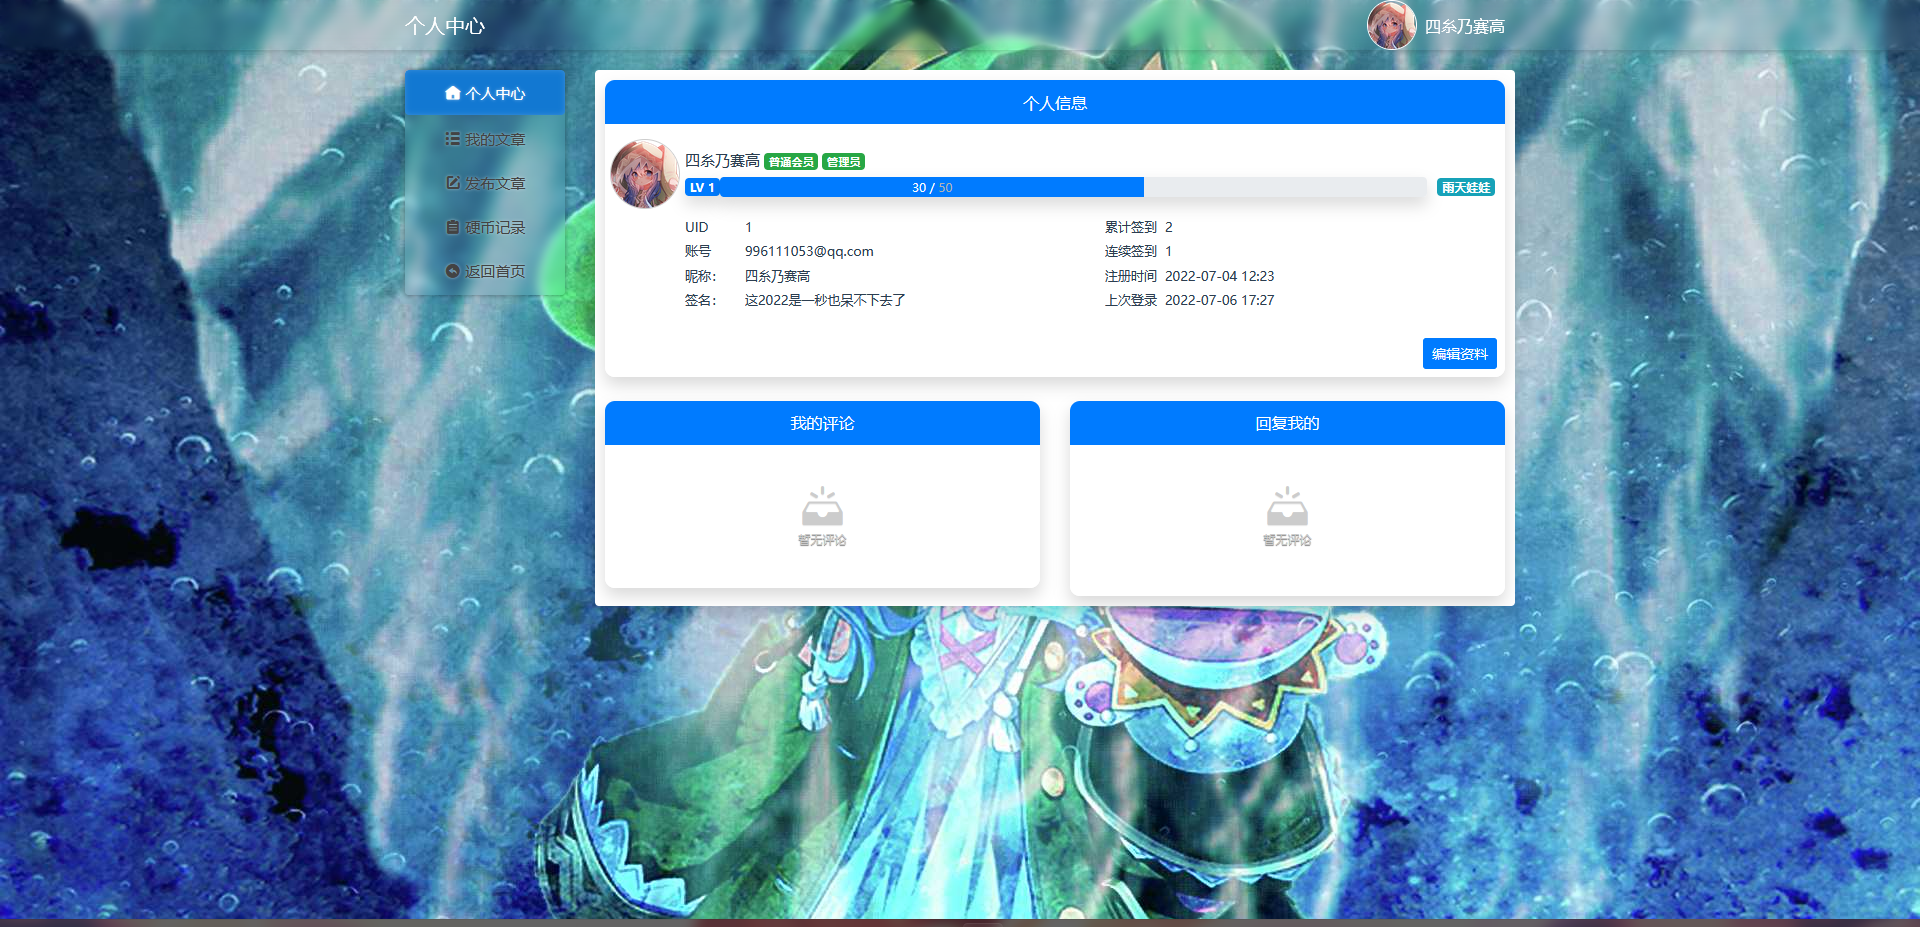 个人中心
四糸乃赛高
个人中心
我的文章
发布文章
硬币记录
返回首页
个人信息
四糸乃赛高 普通会员 管理员
LV 1 30 / 50 雨天娃娃
UID 1
账号 996111053@qq.com
昵称： 四糸乃赛高
签名： 这2022是一秒也呆不下去了
累计签到 2
连续签到 1
注册时间 2022-07-04 12:23
上次登录 2022-07-06 17:27
编辑资料
我的评论
暂无评论
回复我的
暂无评论